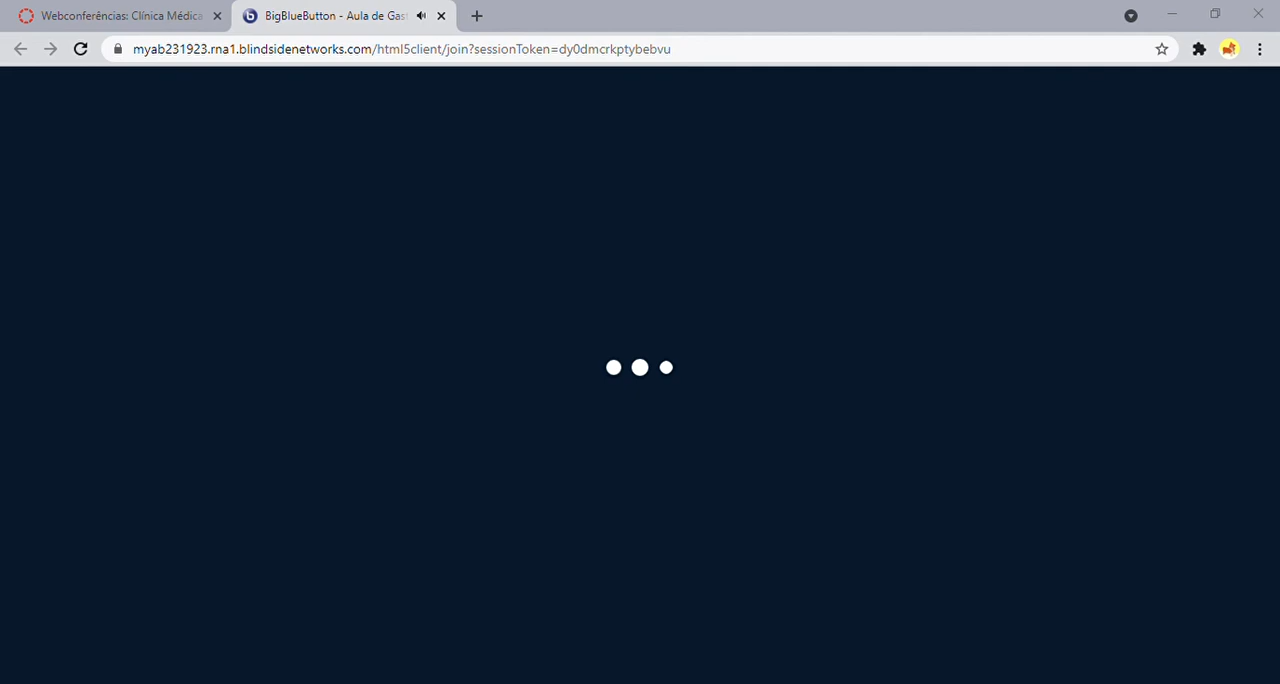 Webconferências: Clínica Médica
BigBlueButton - Aula de Gas
myab231923.rna1.blindsidenetworks.com/html5client/join?sessionToken=dy0dmcrkptybebvu